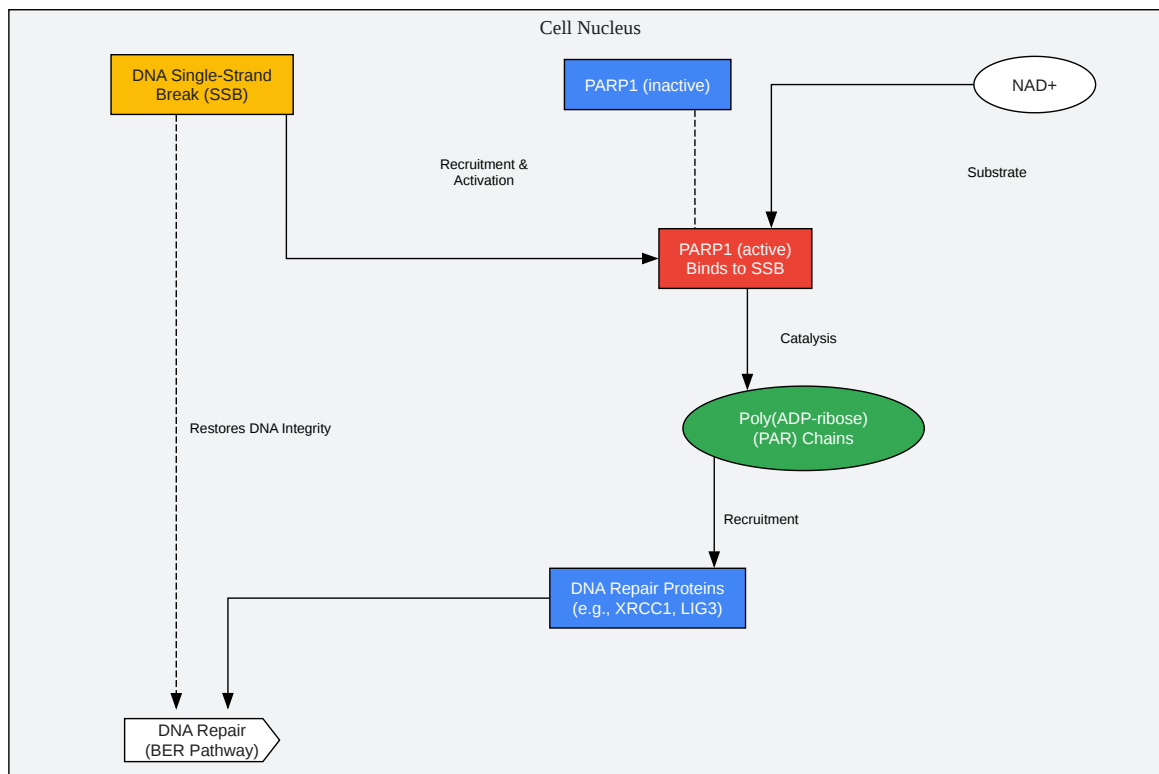 Cell Nucleus
DNA Single-Strand
Break (SSB)
PARP1 (inactive)
NAD+
Recruitment &
Activation
Substrate
PARP1 (active)
Binds to SSB
Catalysis
Poly(ADP-ribose)
(PAR) Chains
Restores DNA Integrity
Recruitment
DNA Repair Proteins
(e.g., XRCC1, LIG3)
DNA Repair
(BER Pathway)